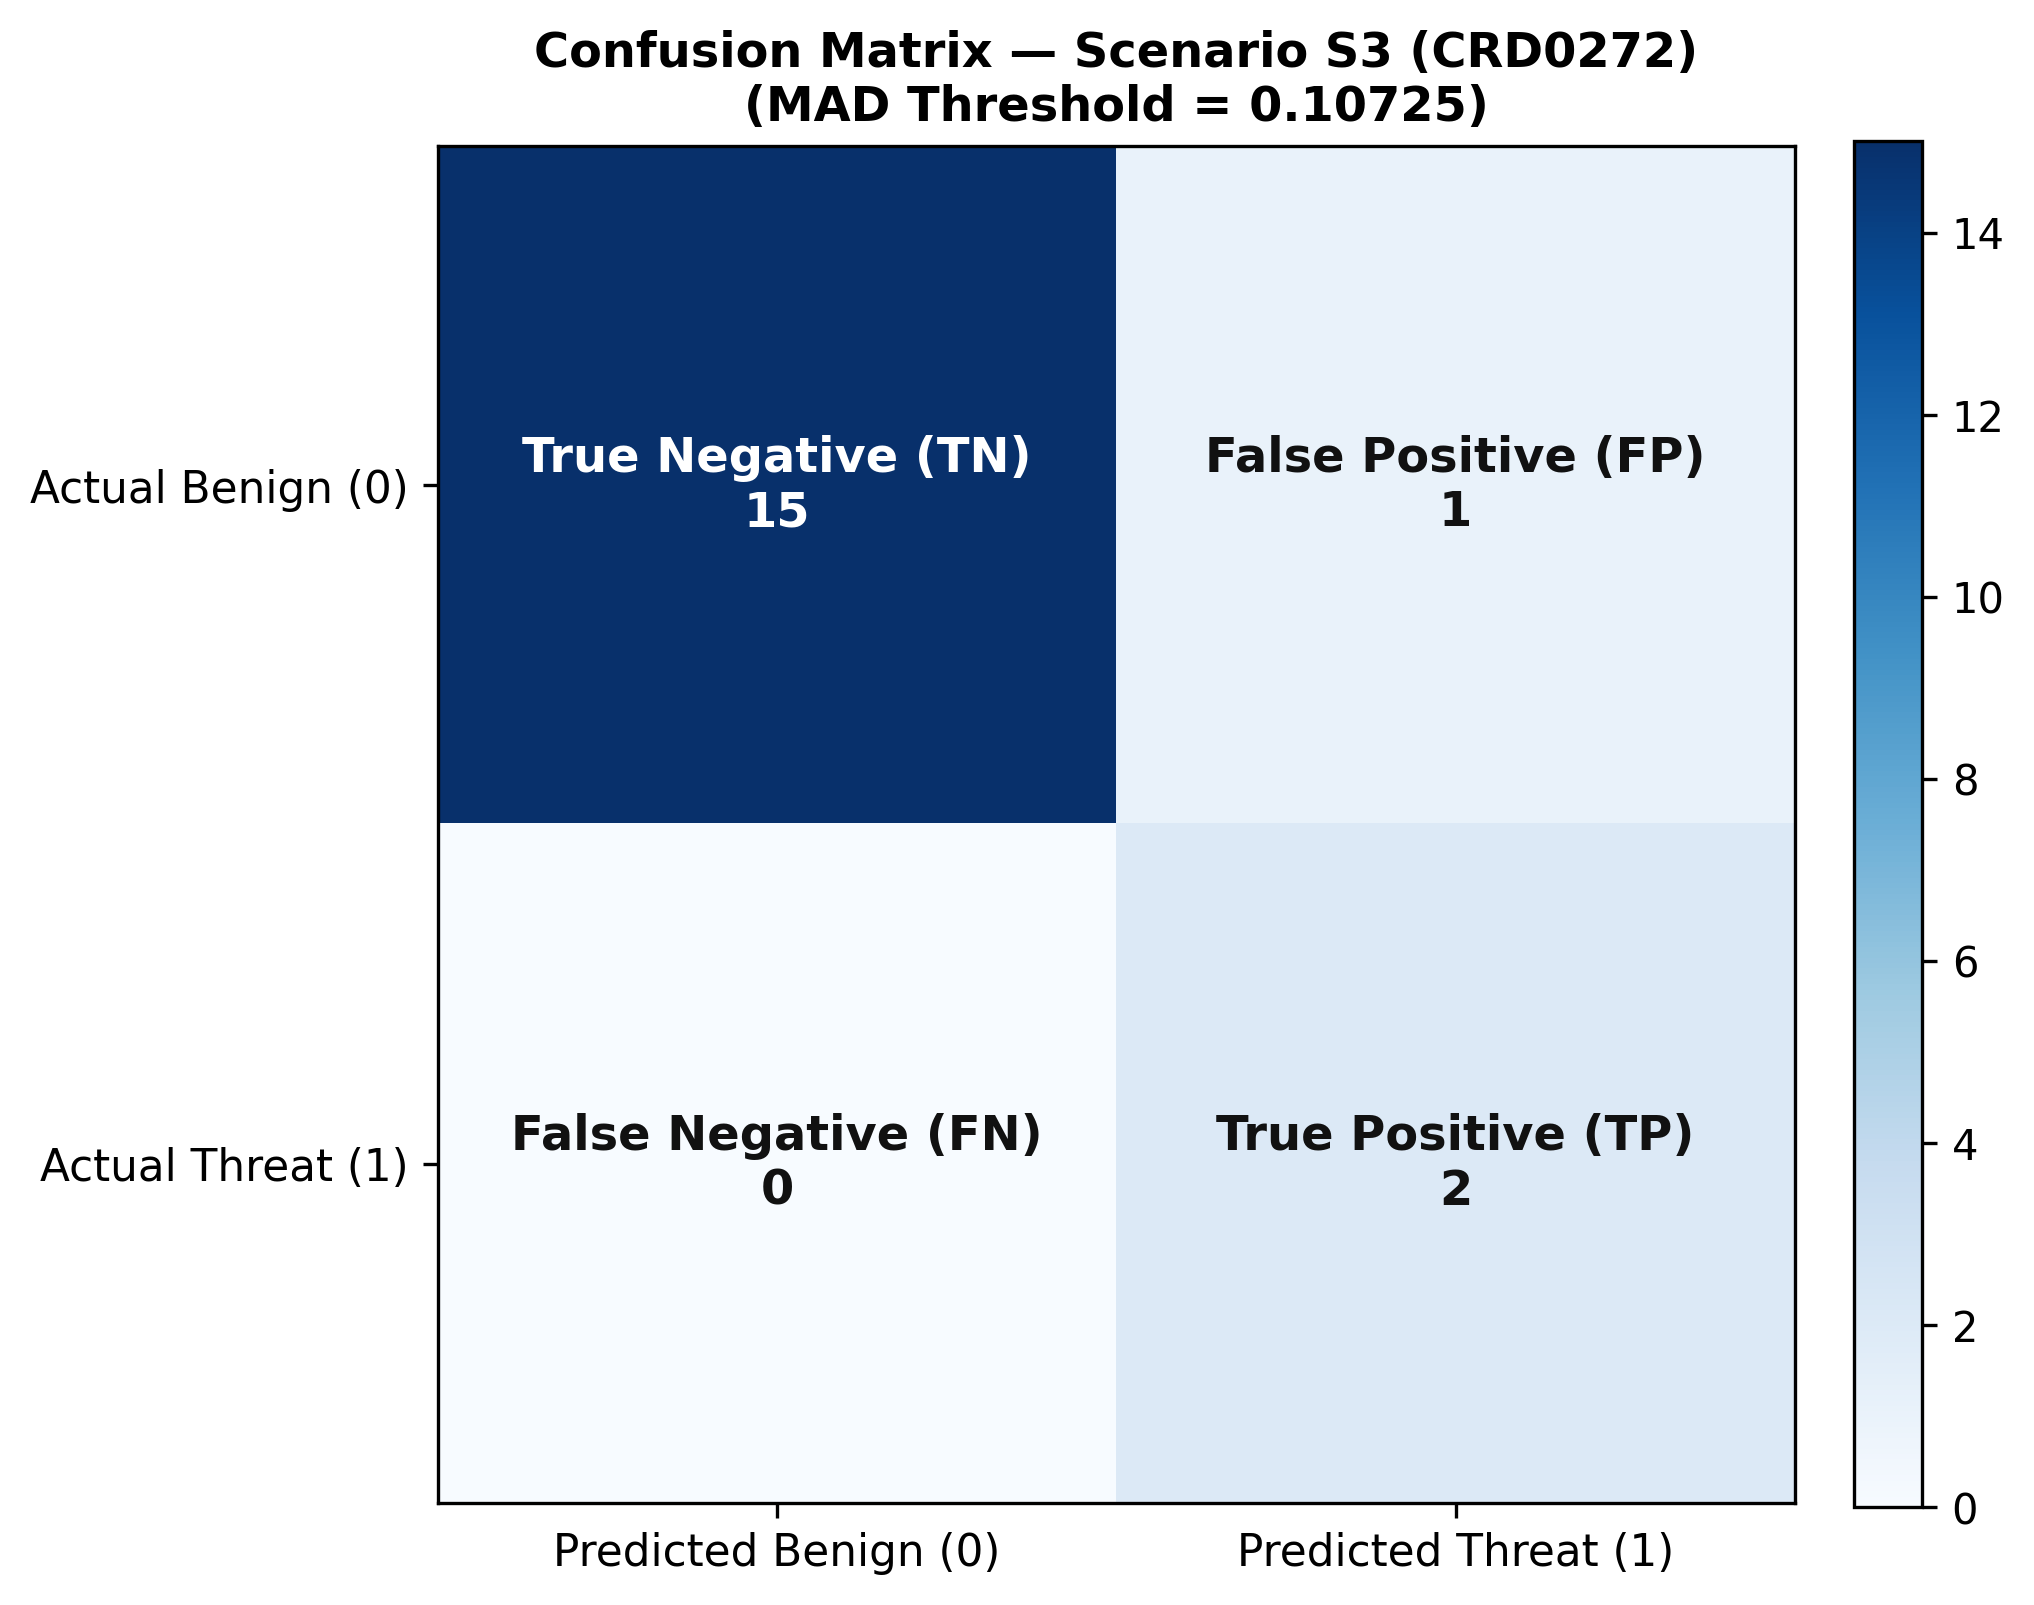 Confusion Matrix — Scenario S3 (CRD0272)
(MAD Threshold = 0.10725)
Actual Benign (0)
True Negative (TN)
15
False Positive (FP)
1
Actual Threat (1)
False Negative (FN)
0
True Positive (TP)
2
Predicted Benign (0)
Predicted Threat (1)
14
12
10
8
6
4
2
0